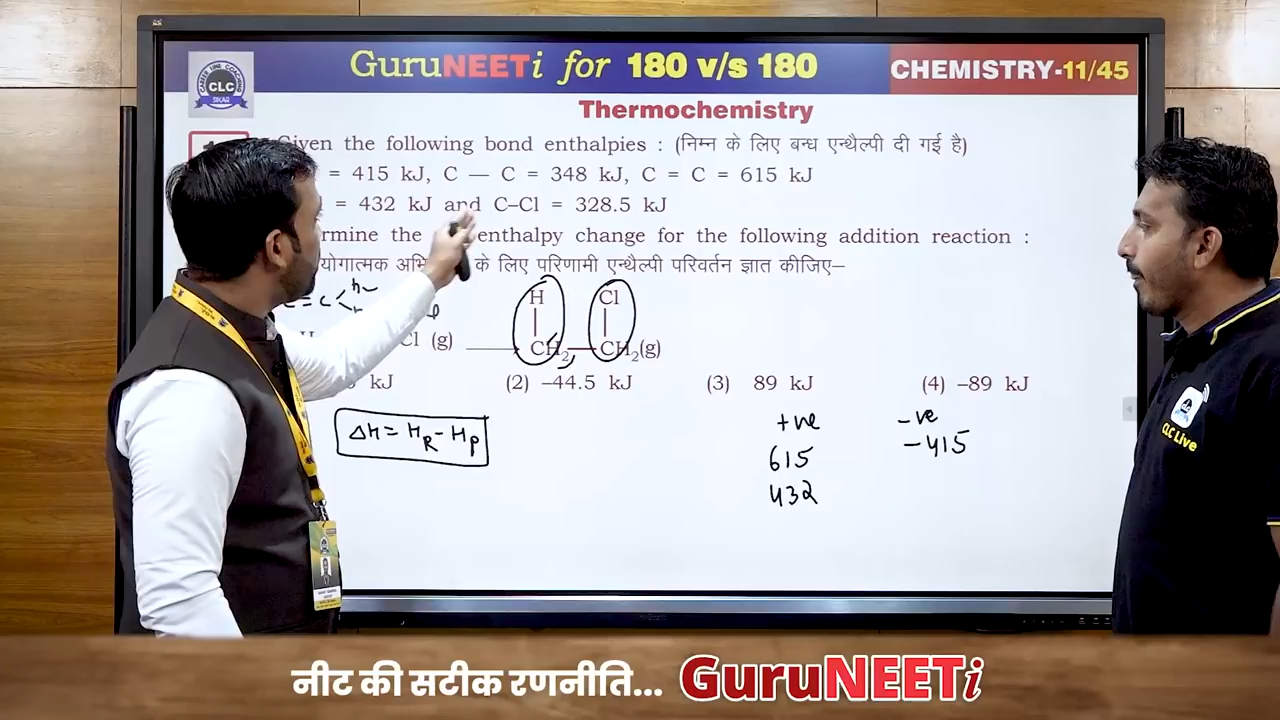 GuruNEETi for 180 v/s 180
CHEMISTRY-11/45
CAREER LINE COACHING
CLC
SIKAR
Thermochemistry
Given the following bond enthalpies : (निम्न के लिए बन्ध एन्थैल्पी दी गई है)
= 415 kJ, C — C = 348 kJ, C = C = 615 kJ
= 432 kJ and C–Cl = 328.5 kJ
the enthalpy change for the following addition reaction :
के लिए परिणामी एन्थैल्पी परिवर्तन ज्ञात कीजिए–
H Cl
Cl (g) CH2 — CH2(g)
kJ (2) –44.5 kJ (3) 89 kJ (4) –89 kJ
+ve -ve
ΔH = HR - HP
615 -415
432
CLC Live
नीट की सटीक रणनीति... GuruNEETi